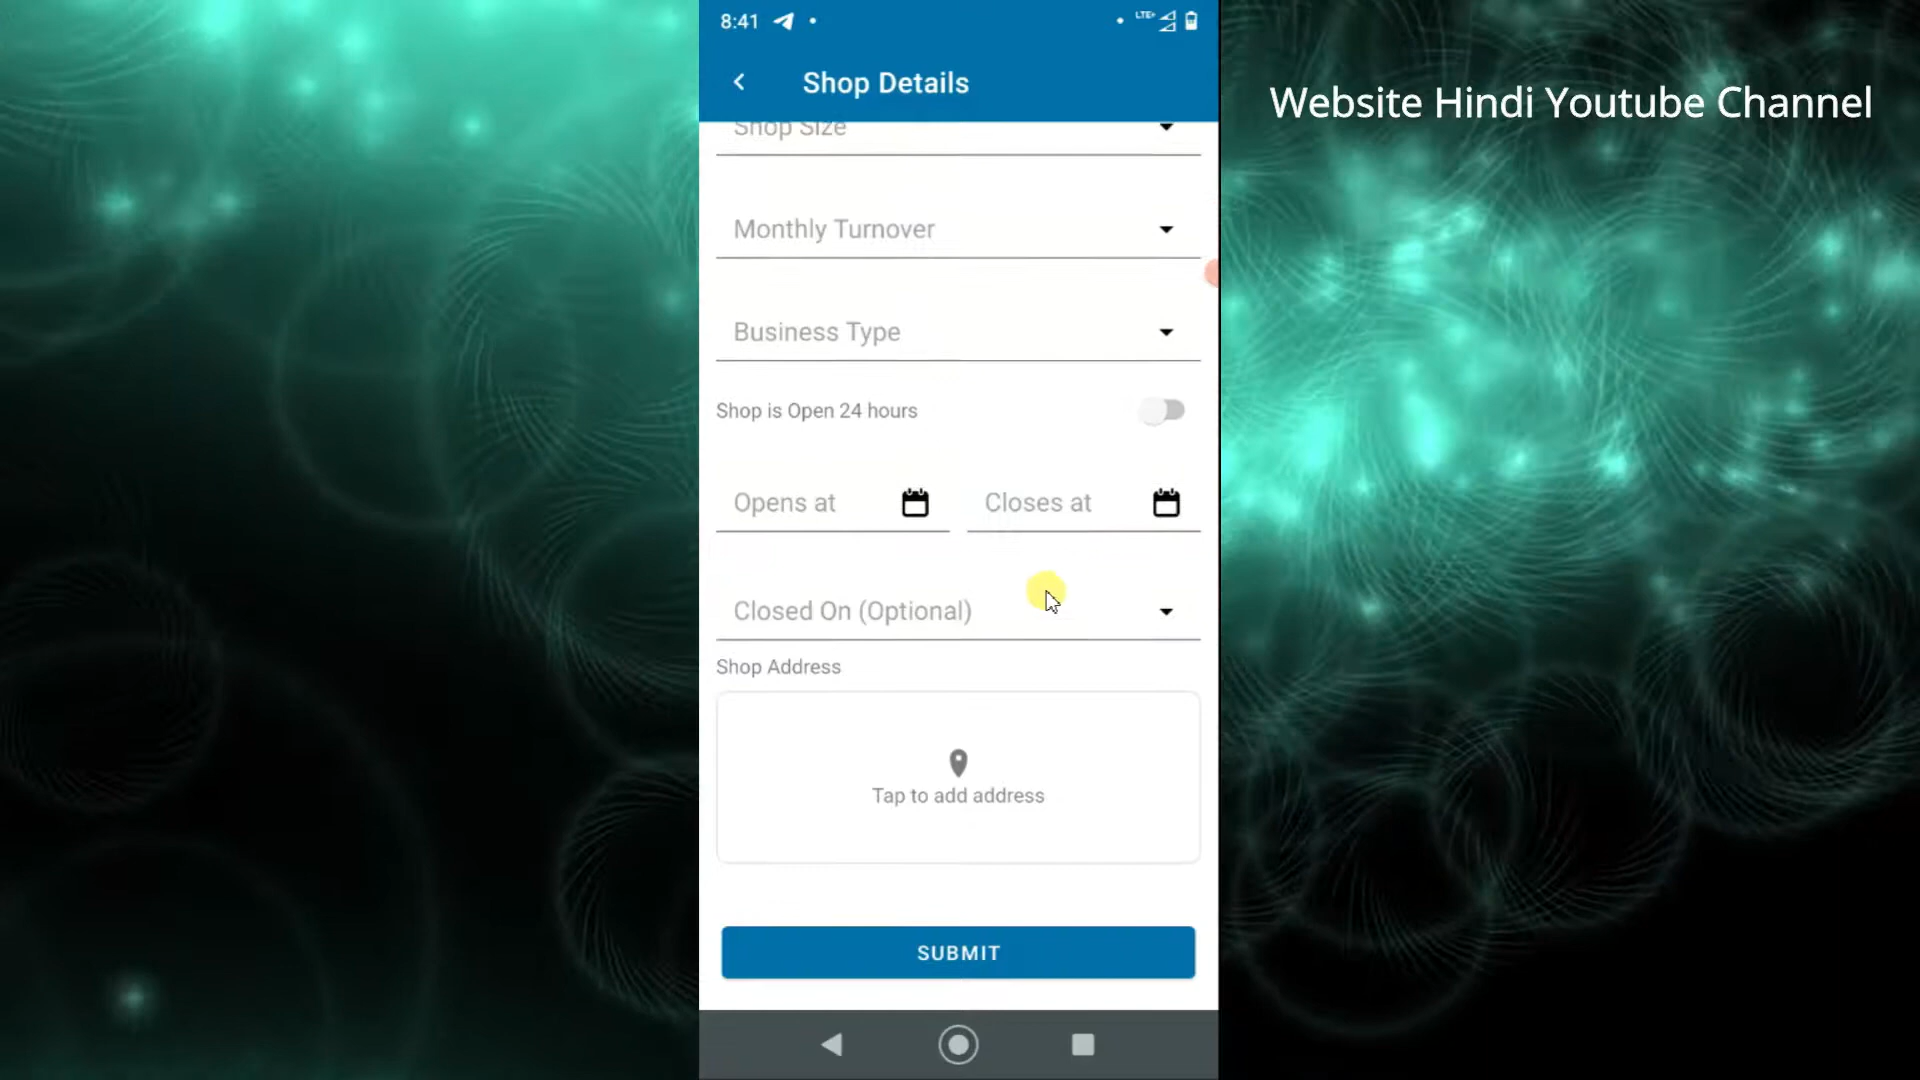 8:41
LTE+
Shop Details
Website Hindi Youtube Channel
Shop Size
Monthly Turnover
Business Type
Shop is Open 24 hours
Opens at
Closes at
Closed On (Optional)
Shop Address
Tap to add address
SUBMIT